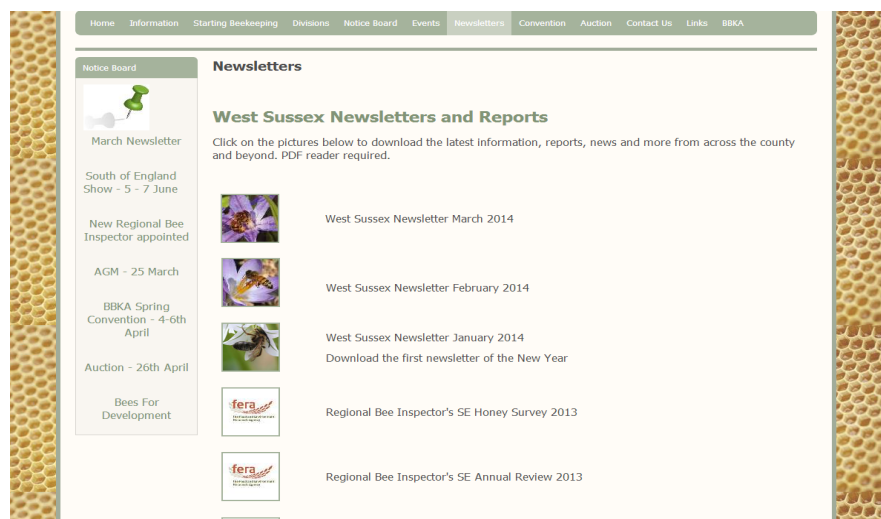 Home Information Starting Beekeeping Divisions Notice Board Events Newsletters Convention Auction Contact Us Links BBKA
Notice Board
March Newsletter
South of England
Show - 5 - 7 June
New Regional Bee
Inspector appointed
AGM - 25 March
BBKA Spring
Convention - 4-6th
April
Auction - 26th April
Bees For
Development
Newsletters
West Sussex Newsletters and Reports
Click on the pictures below to download the latest information, reports, news and more from across the county
and beyond. PDF reader required.
West Sussex Newsletter March 2014
West Sussex Newsletter February 2014
West Sussex Newsletter January 2014
Download the first newsletter of the New Year
fera
Regional Bee Inspector's SE Honey Survey 2013
fera
Regional Bee Inspector's SE Annual Review 2013